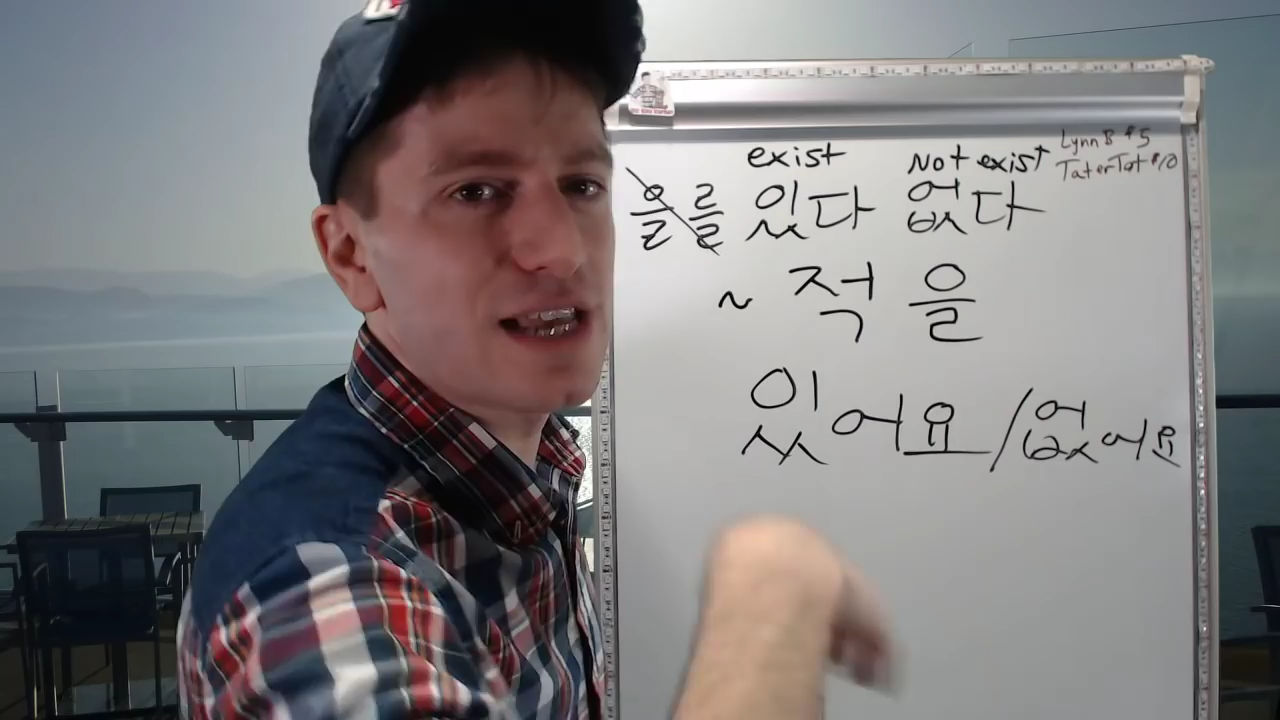 exist Not exist Lynn B $5
TaterTot $10
을 를 있다 없다
~ 적 을
있어요 / 없어요